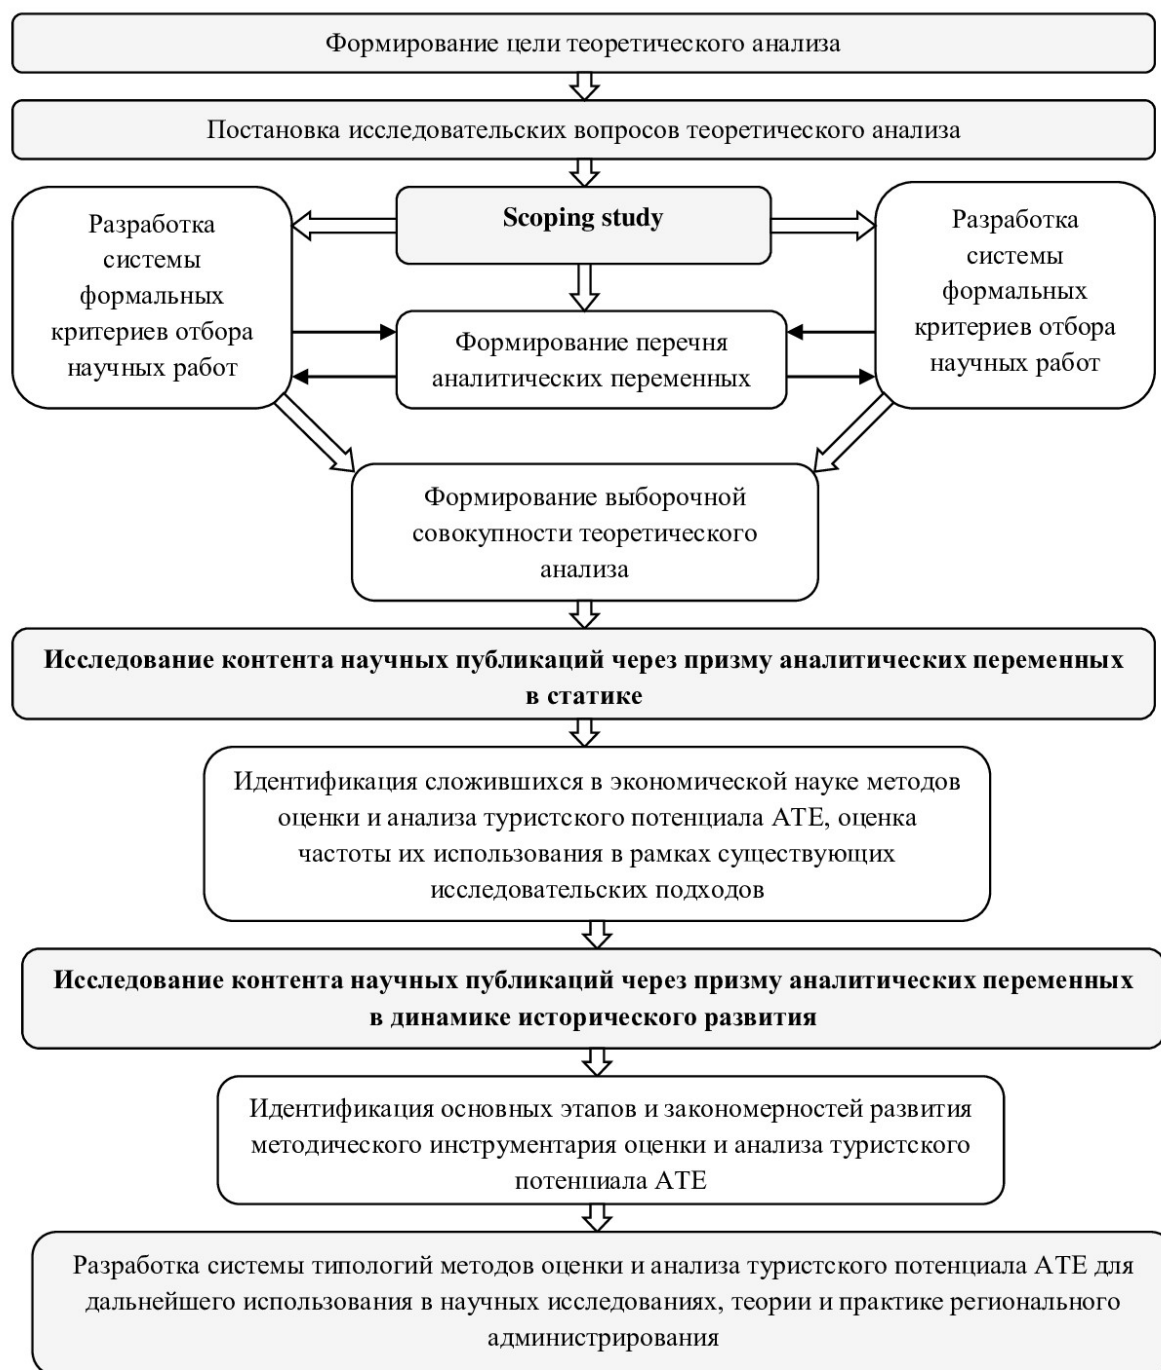 Формирование цели теоретического анализа
Постановка исследовательских вопросов теоретического анализа
Scoping study
Разработка
системы
формальных
критериев отбора
научных работ
Формирование перечня
аналитических переменных
Разработка
системы
формальных
критериев отбора
научных работ
Формирование выборочной
совокупности теоретического
анализа
Исследование контента научных публикаций через призму аналитических переменных
в статике
Идентификация сложившихся в экономической науке методов
оценки и анализа туристского потенциала АТЕ, оценка
частоты их использования в рамках существующих
исследовательских подходов
Исследование контента научных публикаций через призму аналитических переменных
в динамике исторического развития
Идентификация основных этапов и закономерностей развития
методического инструментария оценки и анализа туристского
потенциала АТЕ
Разработка системы типологий методов оценки и анализа туристского потенциала АТЕ для
дальнейшего использования в научных исследованиях, теории и практике регионального
администрирования